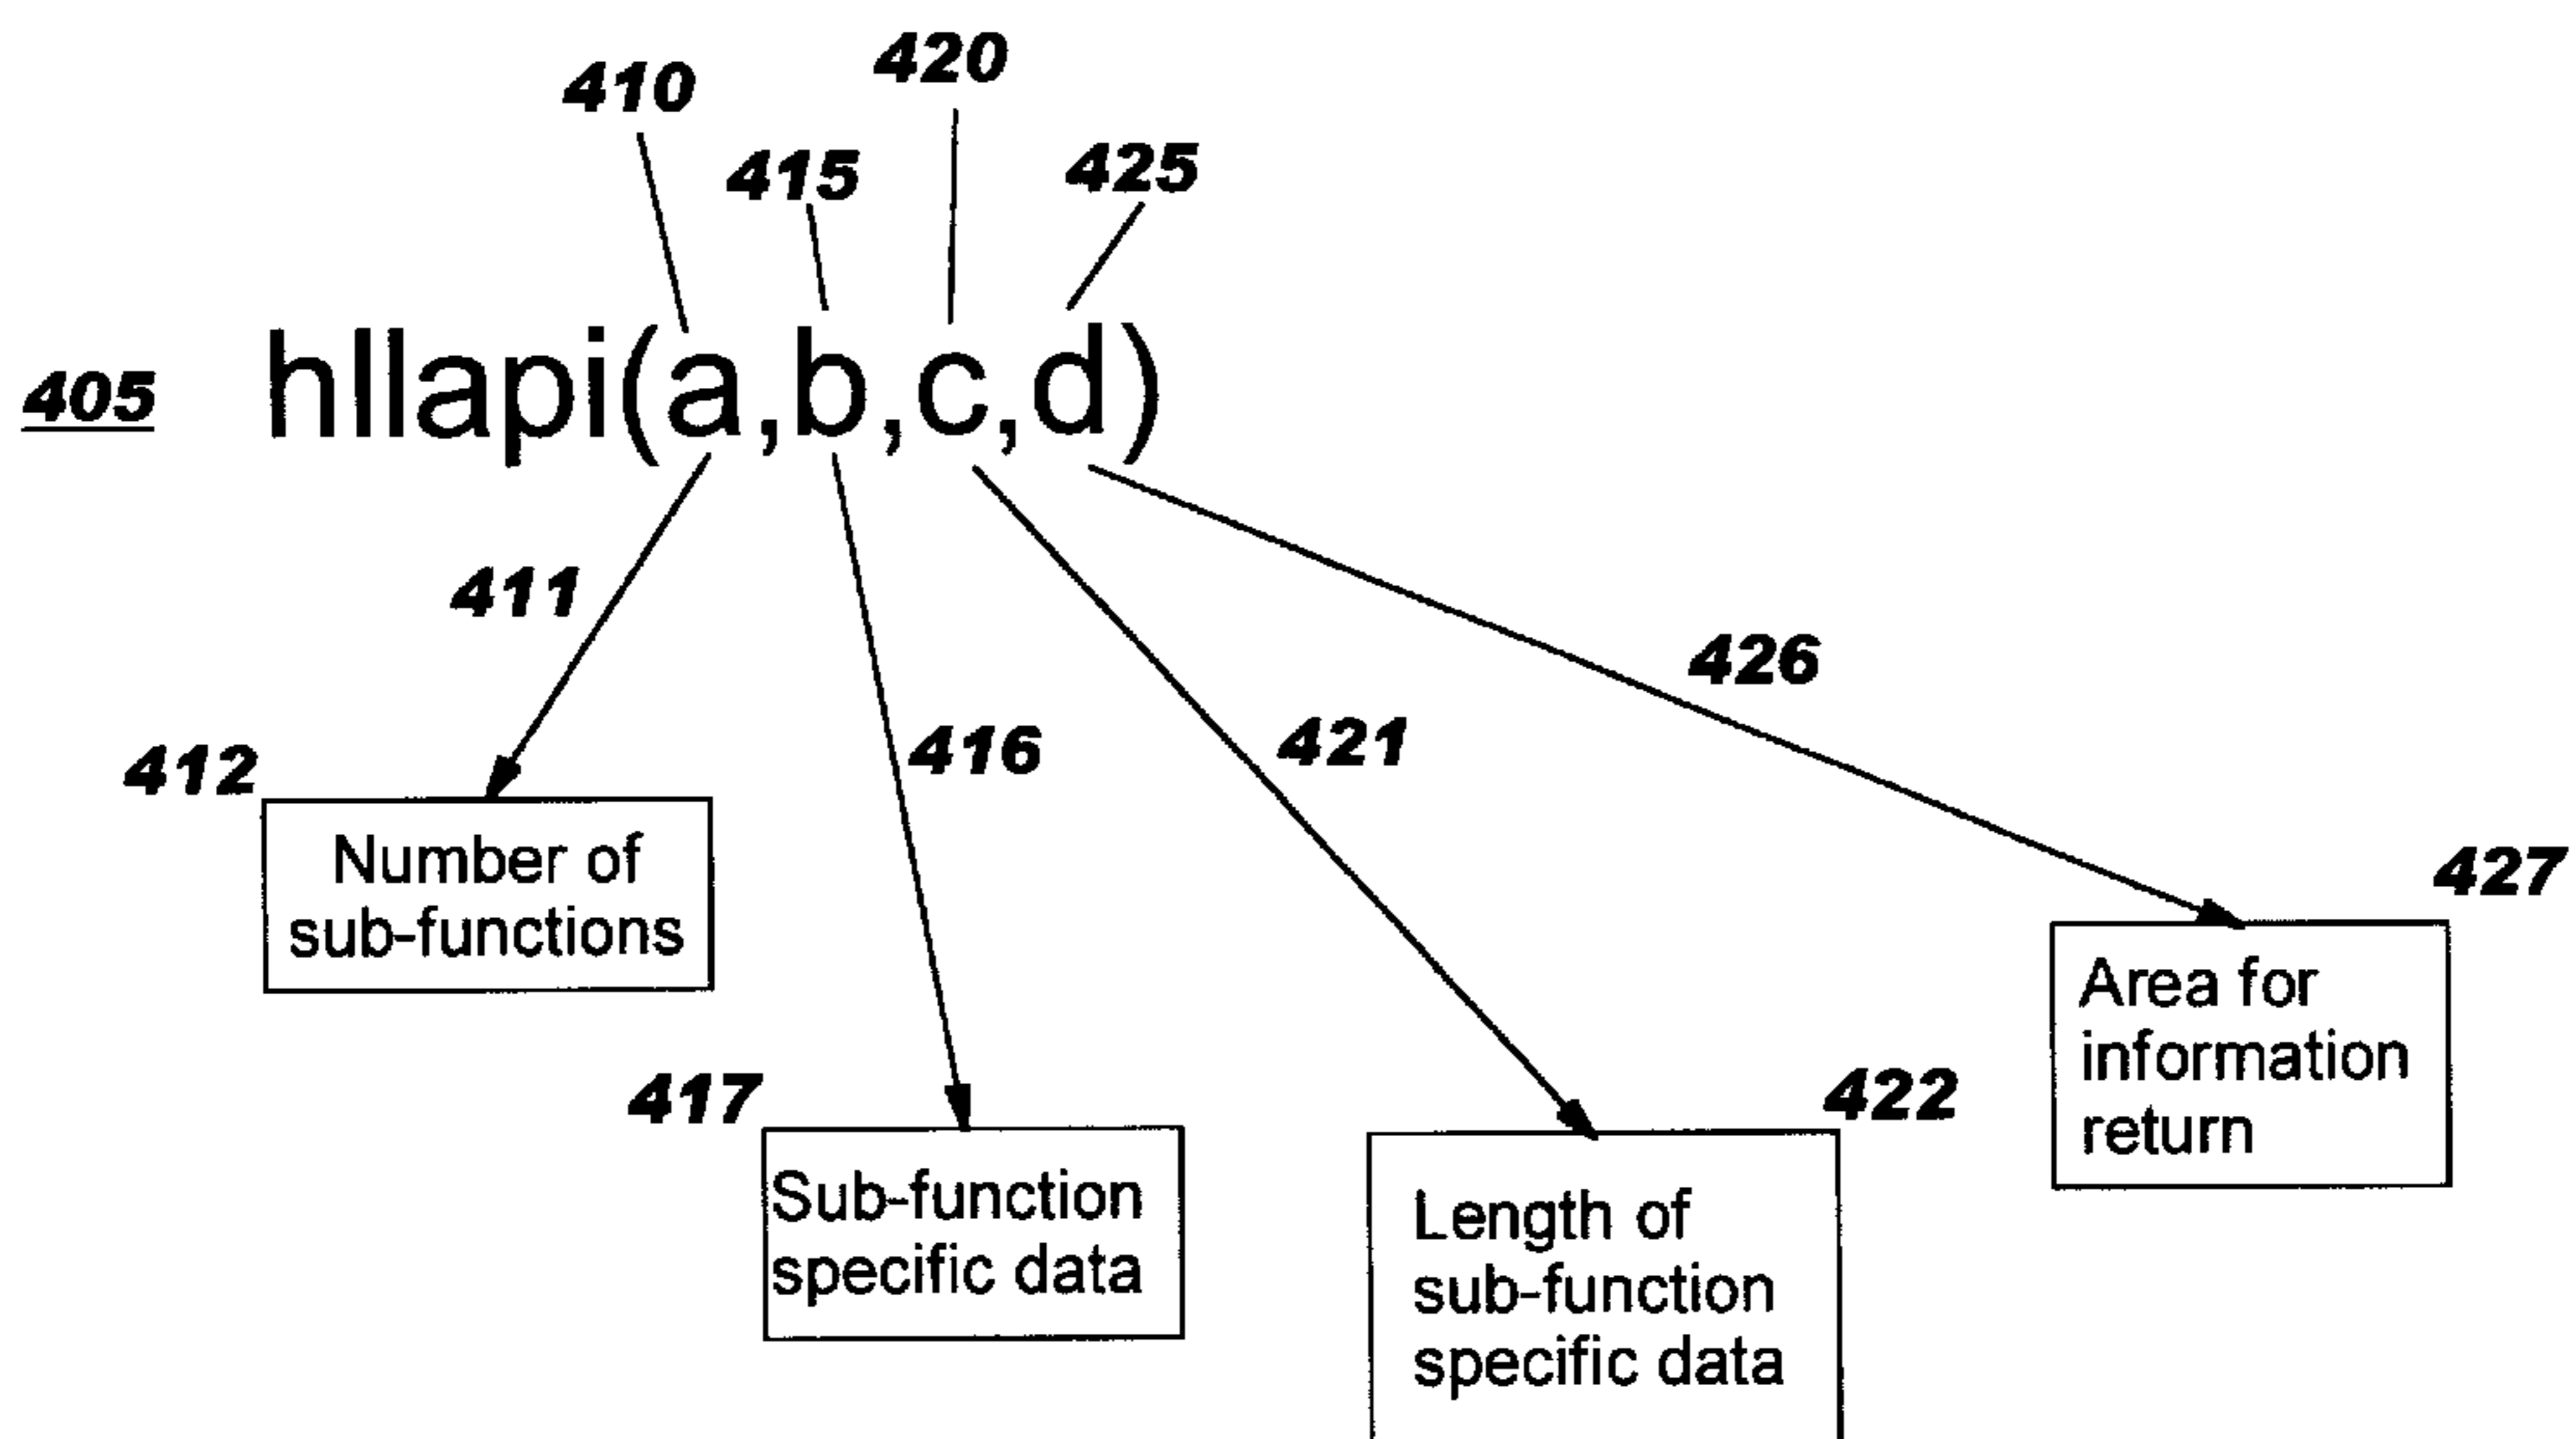 420
410
415
425
405 hllapi(a,b,c,d)
411
426
416
421
412
Number of
sub-functions
427
Area for
information
return
417
Sub-function
specific data
422
Length of
sub-function
specific data